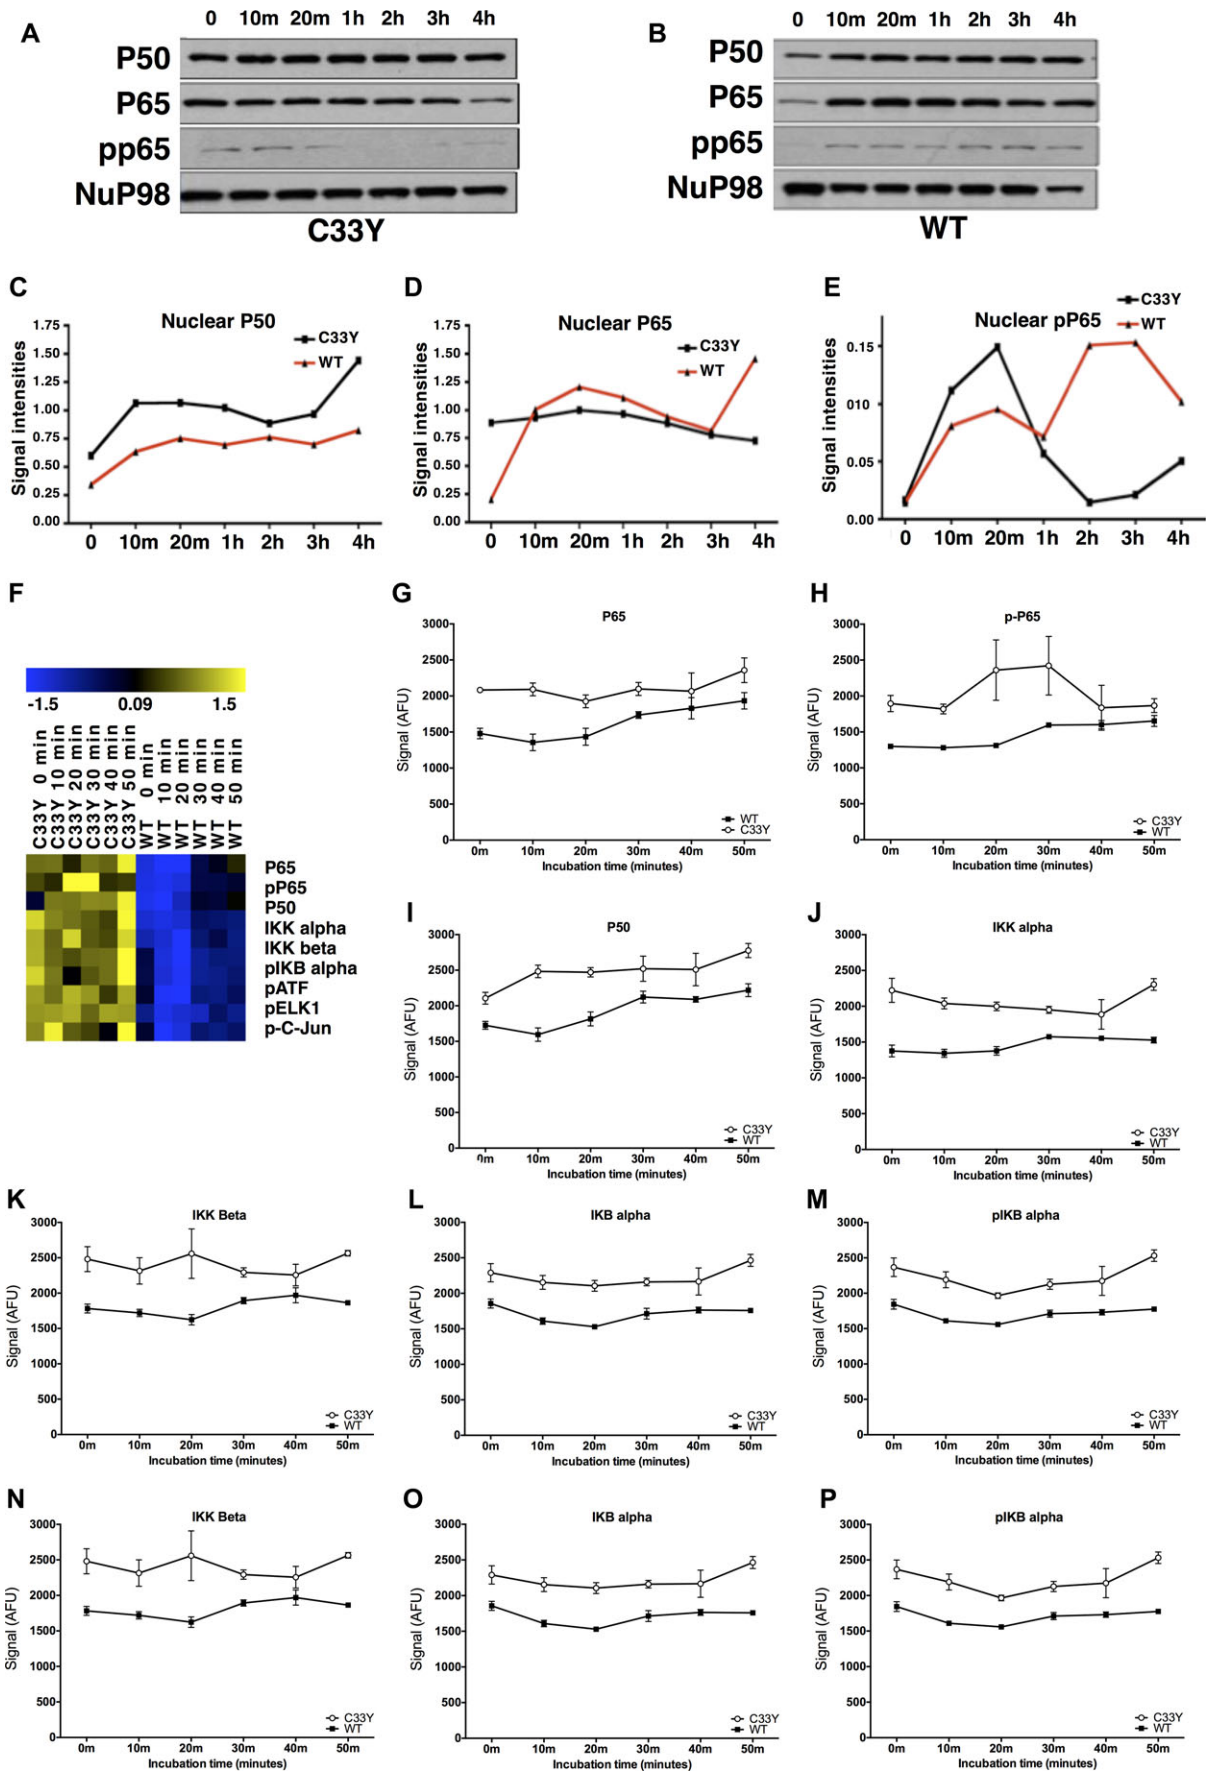 A
0 10m 20m 1h 2h 3h 4h
P50
P65
pp65
NuP98
C33Y
B
0 10m 20m 1h 2h 3h 4h
P50
P65
pp65
NuP98
WT
C
Nuclear P50
C33Y
WT
Signal intensities
1.75
1.50
1.25
1.00
0.75
0.50
0.25
0.00
0 10m 20m 1h 2h 3h 4h
D
Nuclear P65
C33Y
WT
Signal intensities
1.75
1.50
1.25
1.00
0.75
0.50
0.25
0.00
0 10m 20m 1h 2h 3h 4h
E
Nuclear pP65
C33Y
WT
Signal intensities
0.15
010
0.05
0.00
0 10m 20m 1h 2h 3h 4h
F
-1.5 0.09 1.5
C33Y 0 min
C33Y 10 min
C33Y 20 min
C33Y 30 min
C33Y 40 min
C33Y 50 min
WT 0 min
WT 10 min
WT 20 min
WT 30 min
WT 40 min
WT 50 min
P65
pP65
P50
IKK alpha
IKK beta
pIKB alpha
pATF
pELK1
p-C-Jun
G
P65
Signal (AFU)
3000
2500
2000
1500
1000
500
0
WT
C33Y
0m 10m 20m 30m 40m 50m
Incubation time (minutes)
H
p-P65
Signal (AFU)
3000
2500
2000
1500
1000
500
0
C33Y
WT
0m 10m 20m 30m 40m 50m
Incubation time (minutes)
I
P50
Signal (AFU)
3000
2500
2000
1500
1000
500
0
C33Y
WT
0m 10m 20m 30m 40m 50m
Incubation time (minutes)
J
IKK alpha
Signal (AFU)
3000
2500
2000
1500
1000
500
0
C33Y
WT
0m 10m 20m 30m 40m 50m
Incubation time (minutes)
K
IKK Beta
Signal (AFU)
3000
2500
2000
1500
1000
500
0
C33Y
WT
0m 10m 20m 30m 40m 50m
Incubation time (minutes)
L
IKB alpha
Signal (AFU)
3000
2500
2000
1500
1000
500
0
C33Y
WT
0m 10m 20m 30m 40m 50m
Incubation time (minutes)
M
pIKB alpha
Signal (AFU)
3000
2500
2000
1500
1000
500
0
C33Y
WT
0m 10m 20m 30m 40m 50m
Incubation time (minutes)
N
IKK Beta
Signal (AFU)
3000
2500
2000
1500
1000
500
0
C33Y
WT
0m 10m 20m 30m 40m 50m
Incubation time (minutes)
O
IKB alpha
Signal (AFU)
3000
2500
2000
1500
1000
500
0
C33Y
WT
0m 10m 20m 30m 40m 50m
Incubation time (minutes)
P
pIKB alpha
Signal (AFU)
3000
2500
2000
1500
1000
500
0
C33Y
WT
0m 10m 20m 30m 40m 50m
Incubation time (minutes)